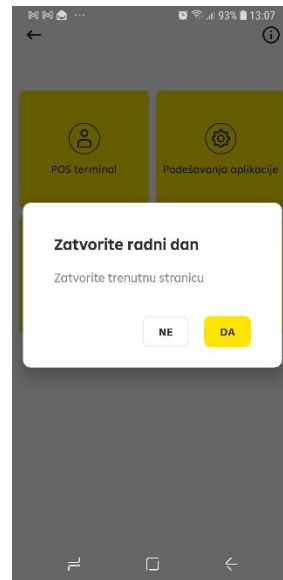 93% 13:07
POS terminal
Podešavanja aplikacije
Zatvorite radni dan
Zatvorite trenutnu stranicu
NE
DA